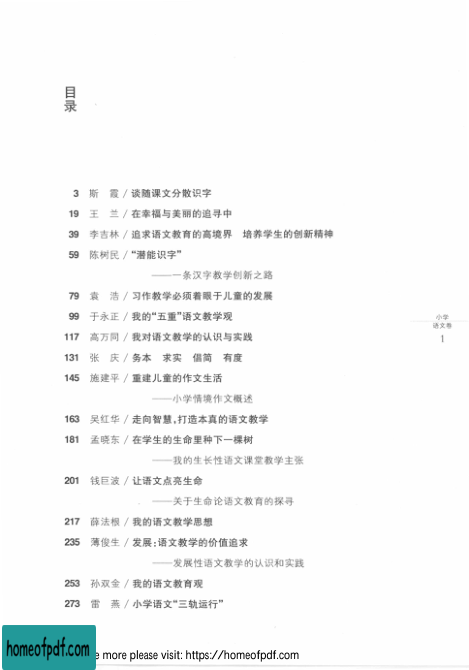 目
录
3 斯 霞 / 谈随课文分散识字
19 王 兰 / 在幸福与美丽的追寻中
39 李吉林 / 追求语文教育的高境界 培养学生的创新精神
59 陈树民 / “潜能识字”
——一条汉字教学创新之路
79 袁 浩 / 习作教学必须着眼于儿童的发展
99 于永正 / 我的“五重”语文教学观
小学
语文卷
1
117 高万同 / 我对语文教学的认识与实践
131 张 庆 / 务本 求实 倡简 有度
145 施建平 / 重建儿童的作文生活
——小学情境作文概述
163 吴红华 / 走向智慧,打造本真的语文教学
181 孟晓东 / 在学生的生命里种下一棵树
——我的生长性语文课堂教学主张
201 钱巨波 / 让语文点亮生命
——关于生命论语文教育的探寻
217 薛法根 / 我的语文教学思想
235 薄俊生 / 发展:语文教学的价值追求
——发展性语文教学的认识和实践
253 孙双金 / 我的语文教育观
273 雷 燕 / 小学语文“三轨运行”
homeofpdf.com
more please visit: https://homeofpdf.com